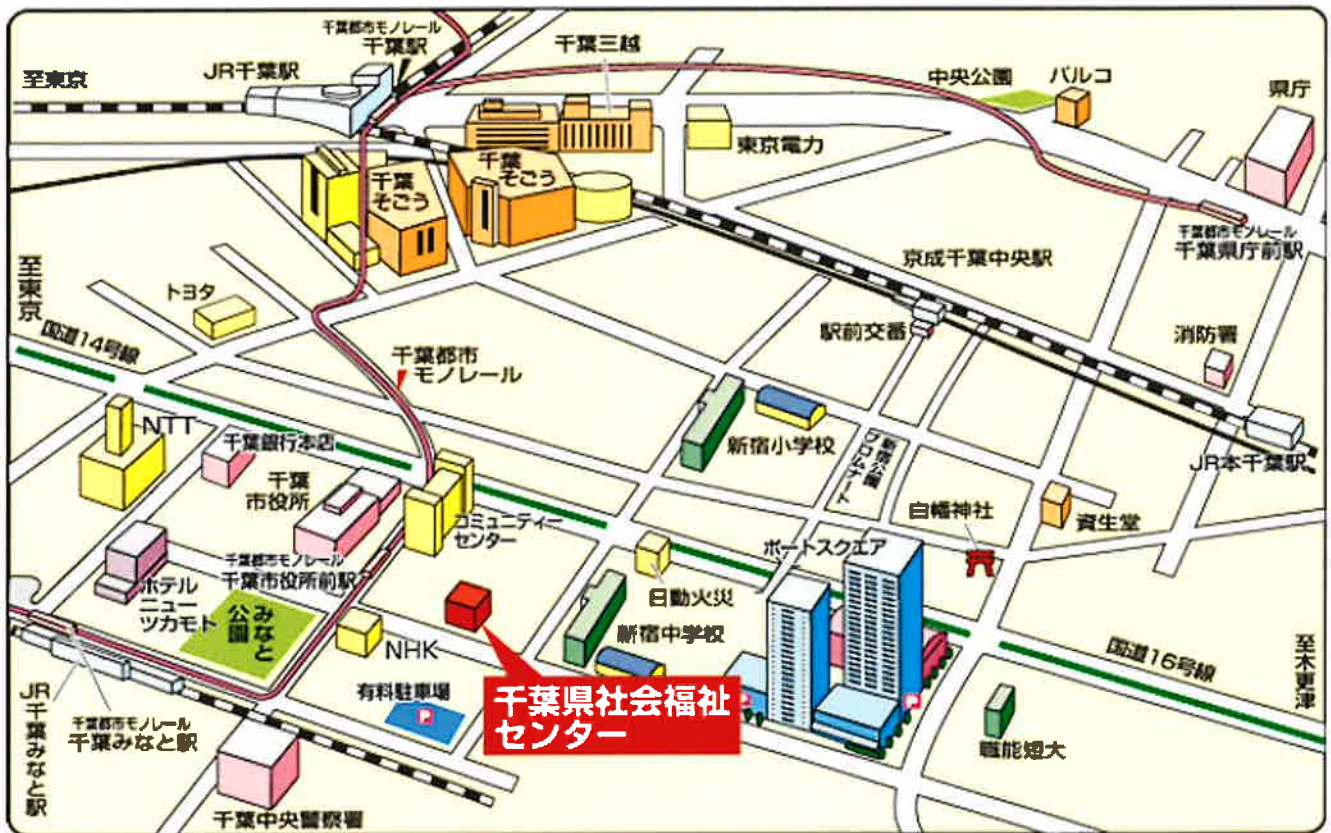 千葉都市モノレール
千葉駅
JR千葉駅
至東京
千葉三越
中央公園
パルコ
県庁
東京電力
千葉
そごう
千葉
そごう
千葉都市モノレール
千葉県庁前駅
京成千葉中央駅
至東京
トヨタ
駅前交番
消防署
国道14号線
千葉都市
モノレール
NTT
千葉銀行本店
新宿小学校
新宿公園
プロムナード
JR本千葉駅
千葉
市役所
コミュニティー
センター
白幡神社
資生堂
ポートスクエア
千葉都市モノレール
千葉市役所前駅
ホテル
ニュー
ツカモト
みなと
公園
日動火災
新宿中学校
NHK
国道16号線
至木更津
有料駐車場
P
千葉県社会福祉
センター
P
P
JR千葉みなと駅
千葉都市モノレール
千葉みなと駅
職能短大
千葉中央警察署